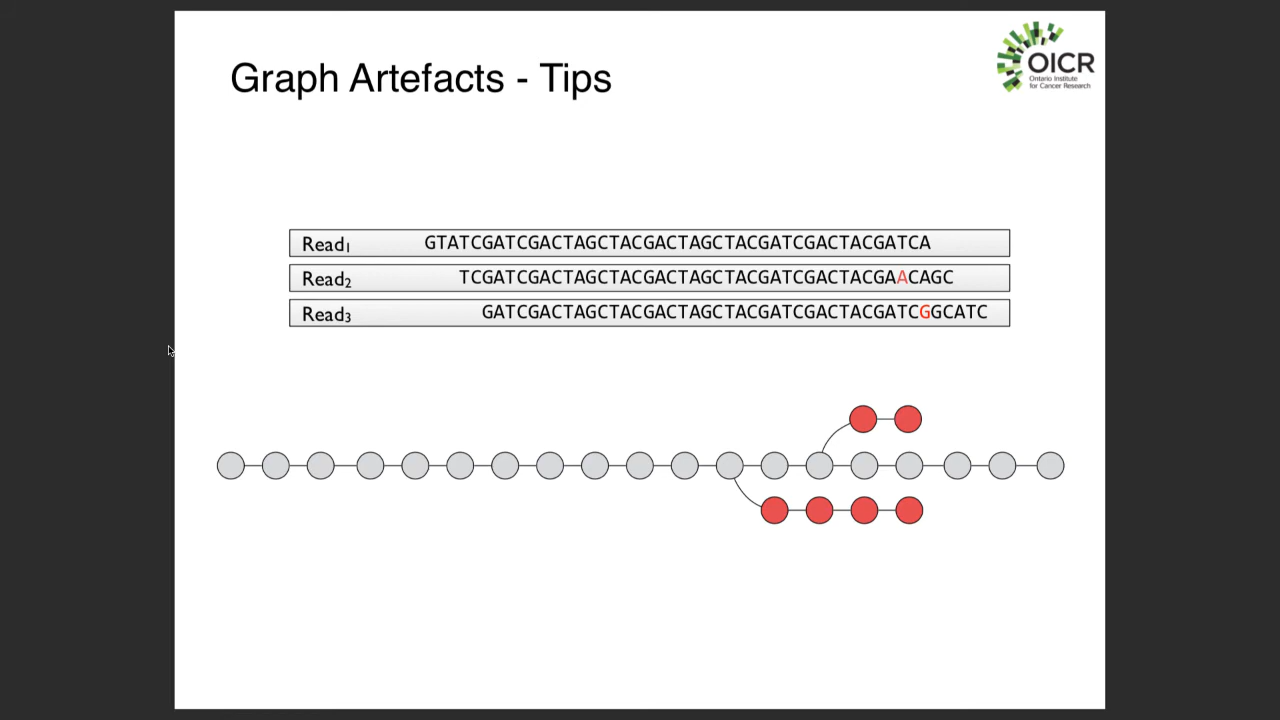 Graph Artefacts - Tips
OICR
Ontario Institute
for Cancer Research
Read1 GTATCGATCGACTAGCTACGACTAGCTACGATCGACTACGATCA
Read2 TCGATCGACTAGCTACGACTAGCTACGATCGACTACGAACAGC
Read3 GATCGACTAGCTACGACTAGCTACGATCGACTACGATCGGCATC